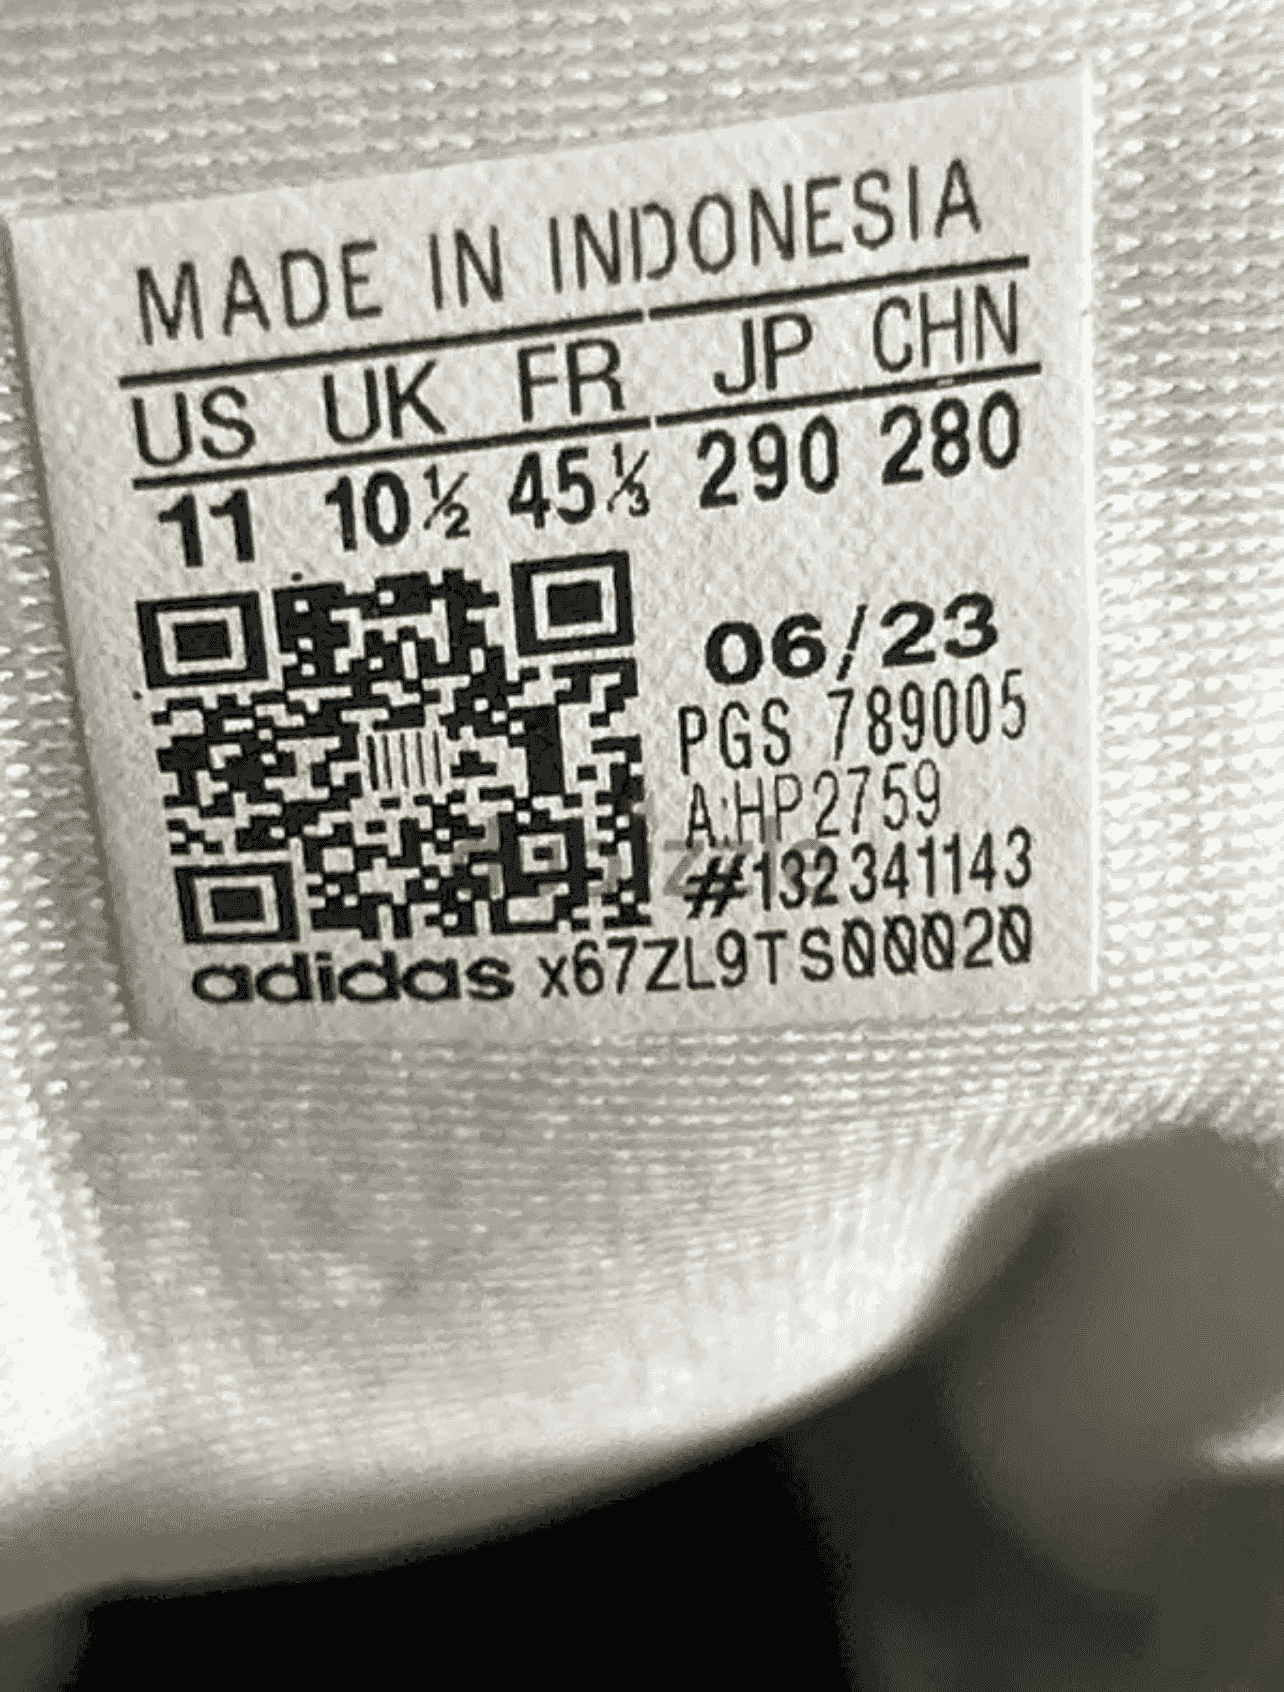 MADE IN INDONESIA
US UK FR JP CHN
11 10½ 45⅓ 290 280
06/23
PGS 789005
A:HP2759
#132341143
adidas x67ZL9TS00020